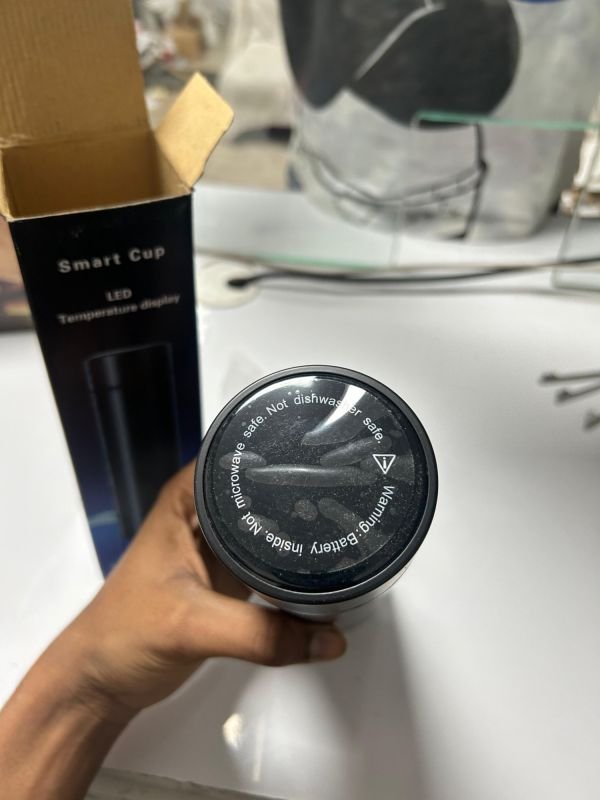 Smart Cup
LED
Temperature display
Warning:Battery inside.Not microwave safe.Not dishwasher safe.